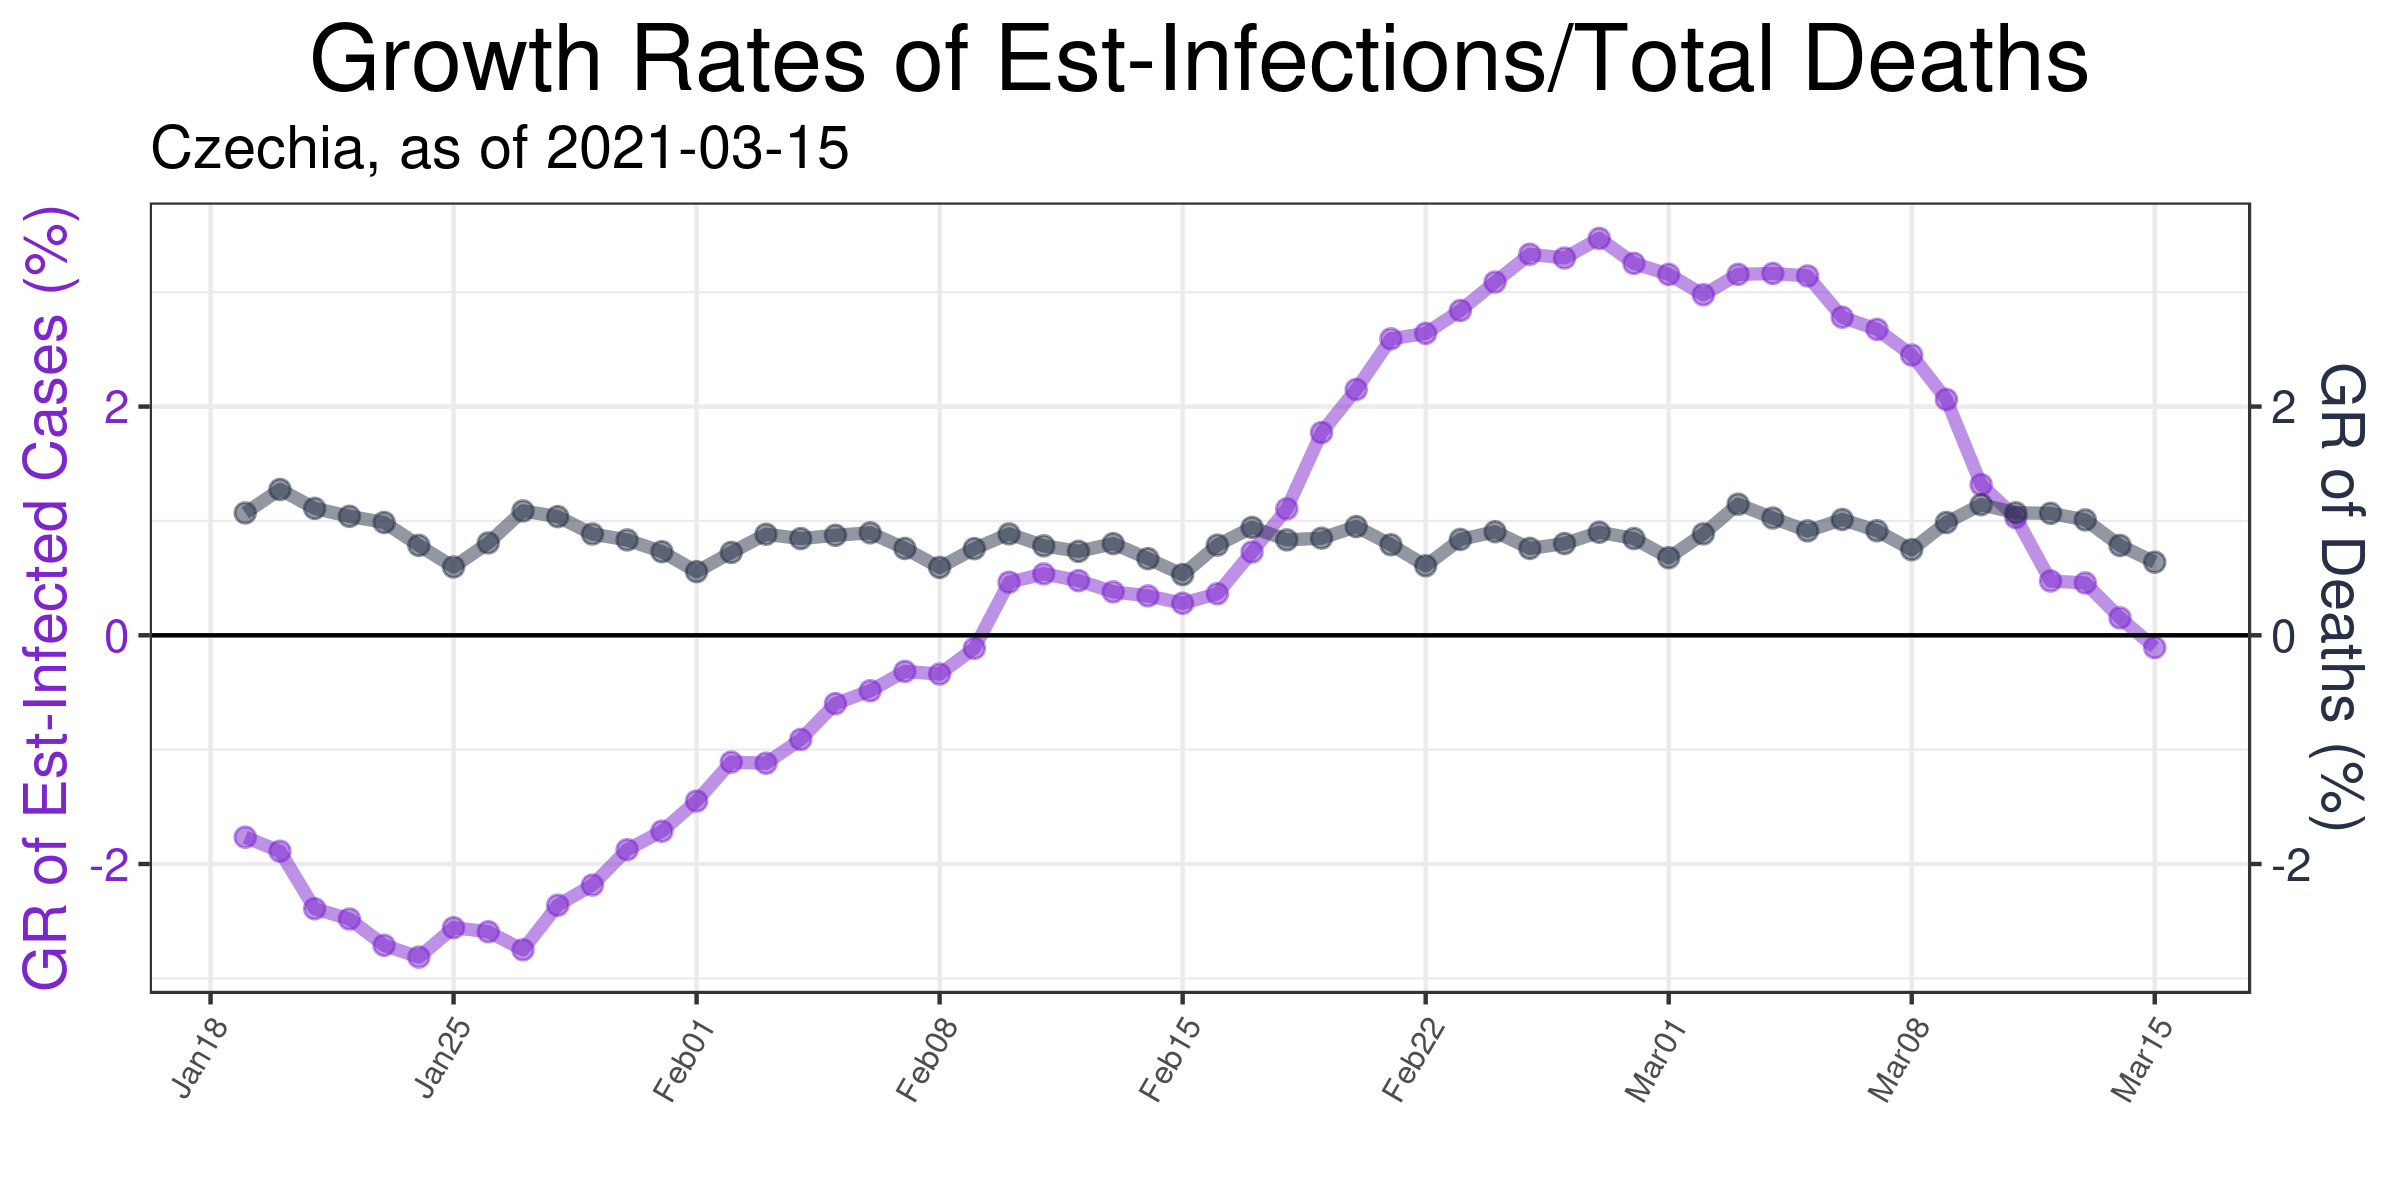 Growth Rates of Est-Infections/Total Deaths
Czechia, as of 2021-03-15
GR of Est-Infected Cases (%)
2
0
-2
2
0
-2
GR of Deaths (%)
Jan18
Jan25
Feb01
Feb08
Feb15
Feb22
Mar01
Mar08
Mar15